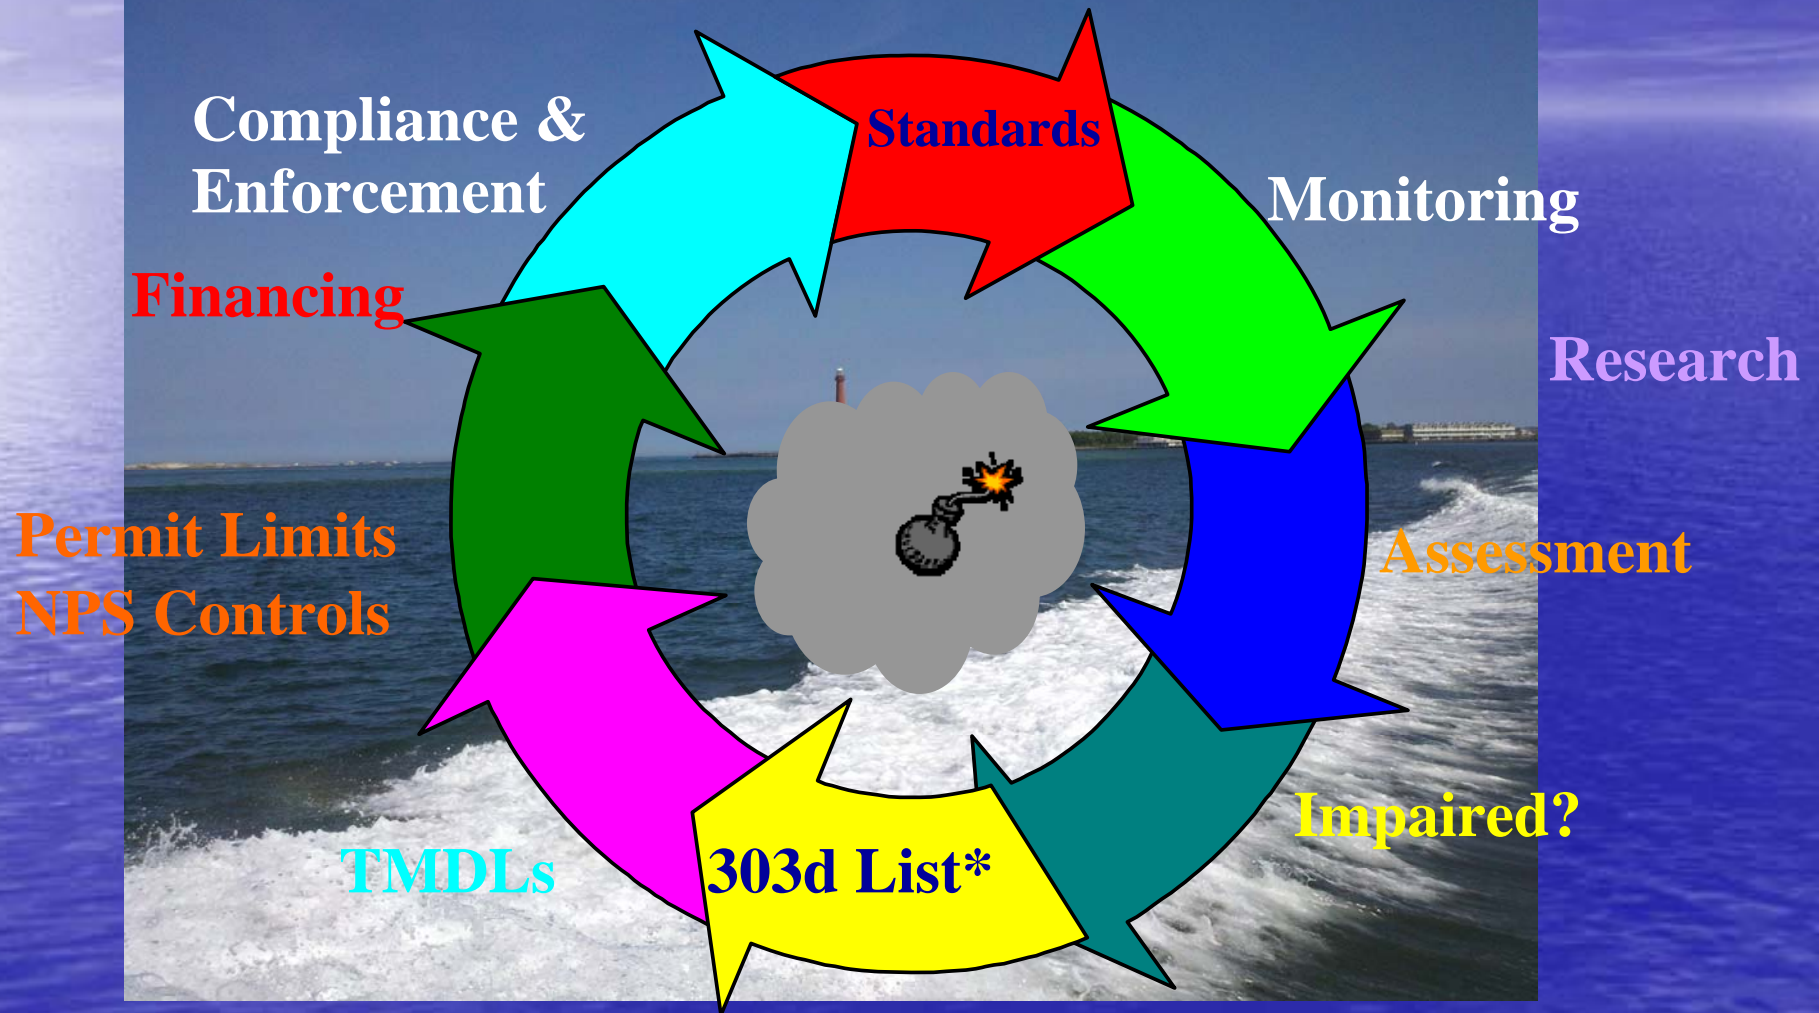 Compliance &
Enforcement
Standards
Monitoring
Financing
Research
Permit Limits
NPS Controls
Assessment
Impaired?
TMDLs
303d List*